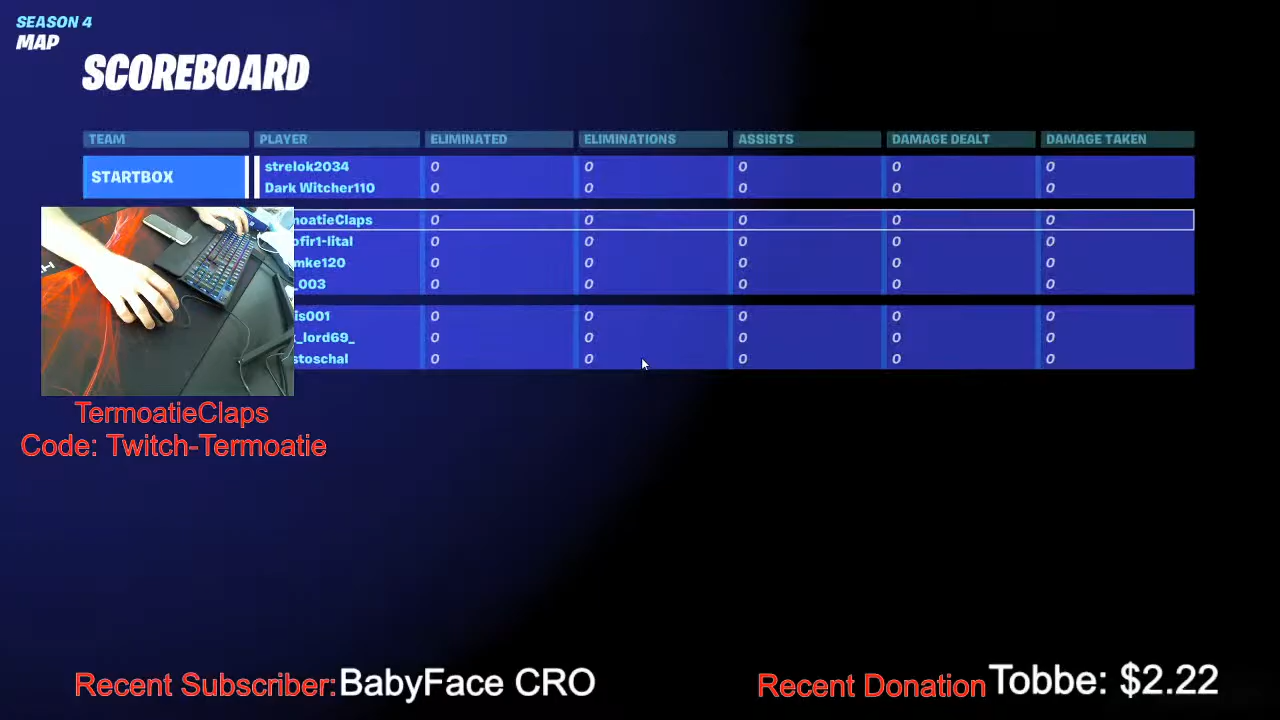 SEASON 4
MAP
SCOREBOARD
TEAM PLAYER ELIMINATED ELIMINATIONS ASSISTS DAMAGE DEALT DAMAGE TAKEN
STARTBOX
strelok2034 0 0 0 0 0
Dark Witcher110 0 0 0 0 0
moatieClaps 0 0 0 0 0
ofir1-lital 0 0 0 0 0
mke120 0 0 0 0 0
_003 0 0 0 0 0
is001 0 0 0 0 0
_lord69_ 0 0 0 0 0
stoschal 0 0 0 0 0
TermoatieClaps
Code: Twitch-Termoatie
Recent Subscriber: BabyFace CRO
Recent Donation Tobbe: $2.22